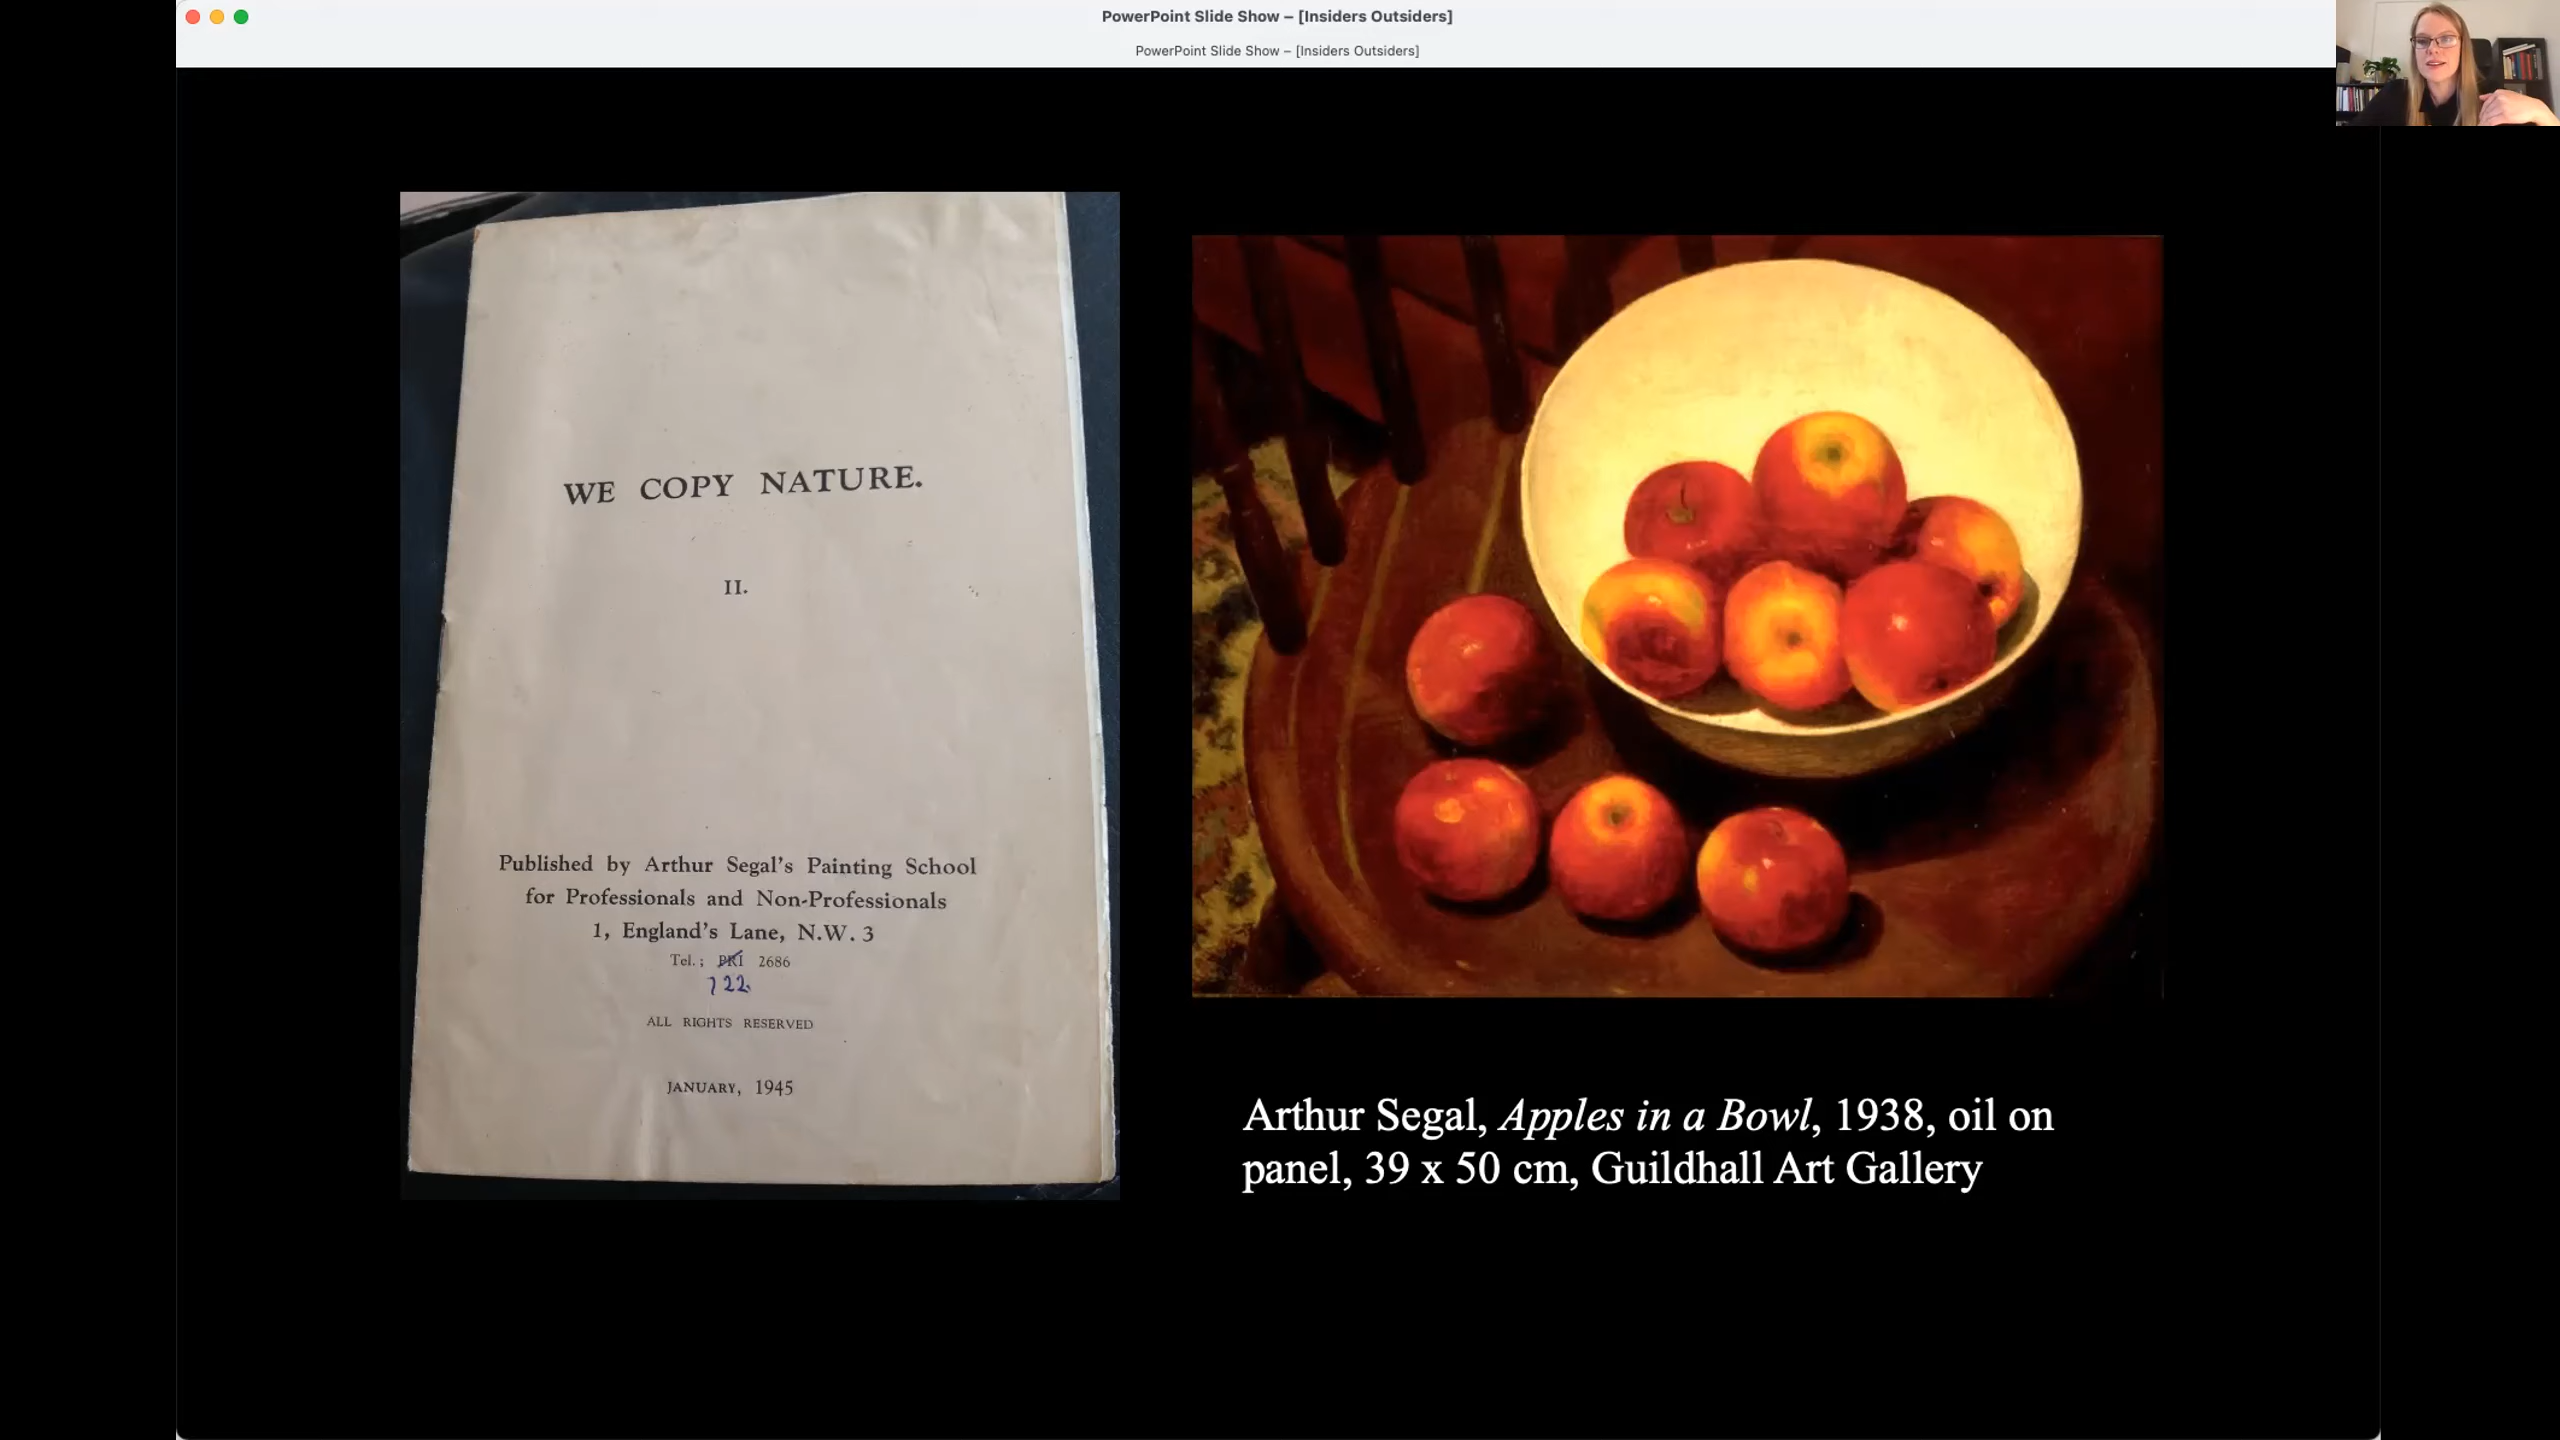 PowerPoint Slide Show – [Insiders Outsiders]
PowerPoint Slide Show – [Insiders Outsiders]
WE COPY NATURE.
II.
Published by Arthur Segal's Painting School
for Professionals and Non-Professionals
1, England's Lane, N.W. 3
Tel.; PRI 2686
722.
ALL RIGHTS RESERVED
JANUARY, 1945
Arthur Segal, Apples in a Bowl, 1938, oil on
panel, 39 x 50 cm, Guildhall Art Gallery